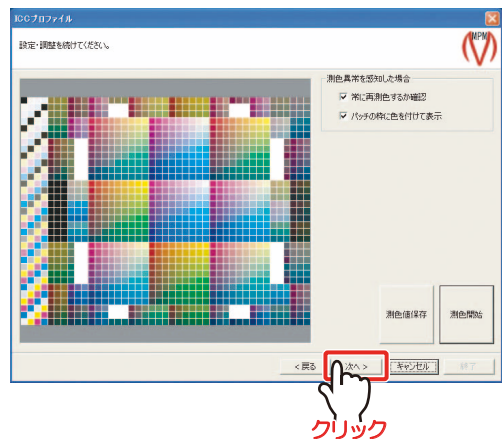 ICCプロファイル
設定・調整を続けてください。
MPM
測色異常を感知した場合
常に再測色するか確認
パッチの枠に色を付けて表示
測色値保存
測色開始
< 戻る
次へ >
キャンセル
終了
クリック